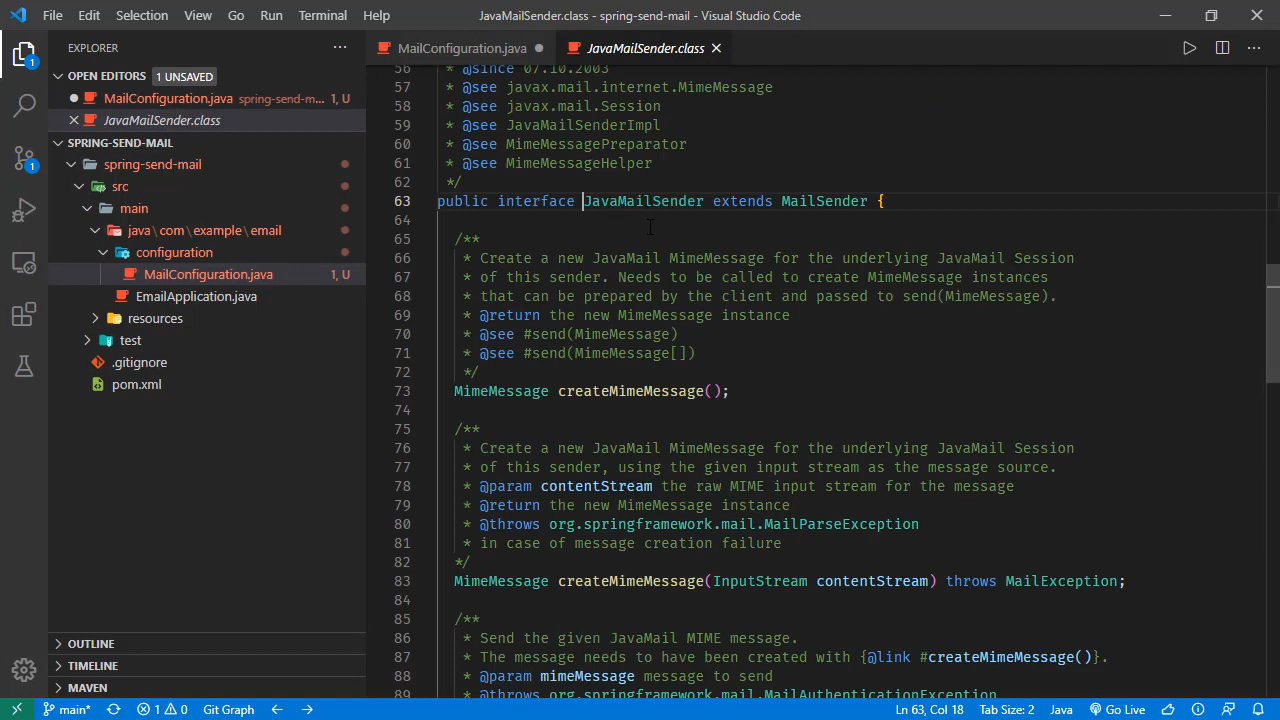 File Edit Selection View Go Run Terminal Help
JavaMailSender.class - spring-send-mail - Visual Studio Code
EXPLORER
MailConfiguration.java
JavaMailSender.class
OPEN EDITORS 1 UNSAVED
MailConfiguration.java spring-send-m... 1, U
JavaMailSender.class
SPRING-SEND-MAIL
spring-send-mail
src
main
java\com\example\email
configuration
MailConfiguration.java 1, U
EmailApplication.java
resources
test
.gitignore
pom.xml
OUTLINE
TIMELINE
MAVEN
56 * @since 07.10.2003
57 * @see javax.mail.internet.MimeMessage
58 * @see javax.mail.Session
59 * @see JavaMailSenderImpl
60 * @see MimeMessagePreparator
61 * @see MimeMessageHelper
62 */
63 public interface JavaMailSender extends MailSender {
64
65 /**
66 * Create a new JavaMail MimeMessage for the underlying JavaMail Session
67 * of this sender. Needs to be called to create MimeMessage instances
68 * that can be prepared by the client and passed to send(MimeMessage).
69 * @return the new MimeMessage instance
70 * @see #send(MimeMessage)
71 * @see #send(MimeMessage[])
72 */
73 MimeMessage createMimeMessage();
74
75 /**
76 * Create a new JavaMail MimeMessage for the underlying JavaMail Session
77 * of this sender, using the given input stream as the message source.
78 * @param contentStream the raw MIME input stream for the message
79 * @return the new MimeMessage instance
80 * @throws org.springframework.mail.MailParseException
81 * in case of message creation failure
82 */
83 MimeMessage createMimeMessage(InputStream contentStream) throws MailException;
84
85 /**
86 * Send the given JavaMail MIME message.
87 * The message needs to have been created with {@link #createMimeMessage()}.
88 * @param mimeMessage message to send
89 * @throws org.springframework.mail.MailAuthenticationException
1
1
main* 1 0 Git Graph Ln 63, Col 18 Tab Size: 2 Java Go Live